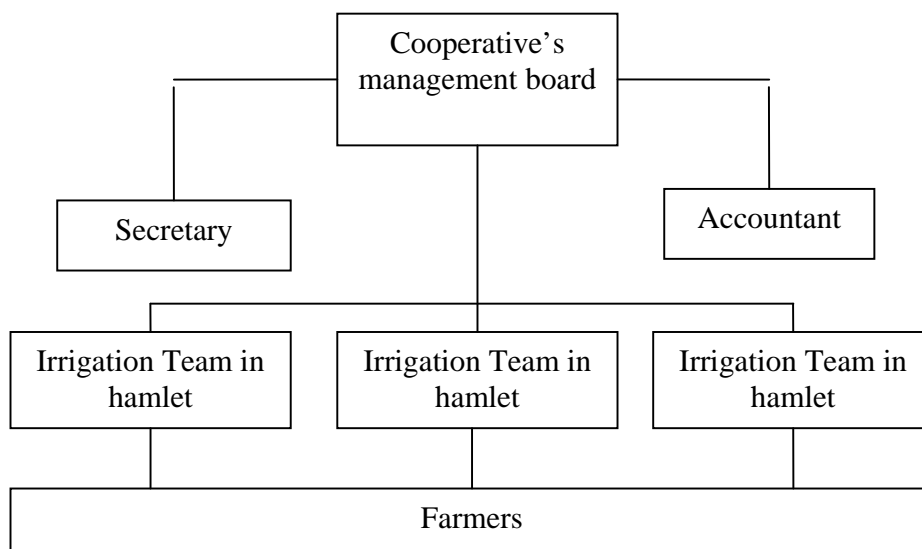 Cooperative’s
management board
Secretary
Accountant
Irrigation Team in
hamlet
Irrigation Team in
hamlet
Irrigation Team in
hamlet
Farmers